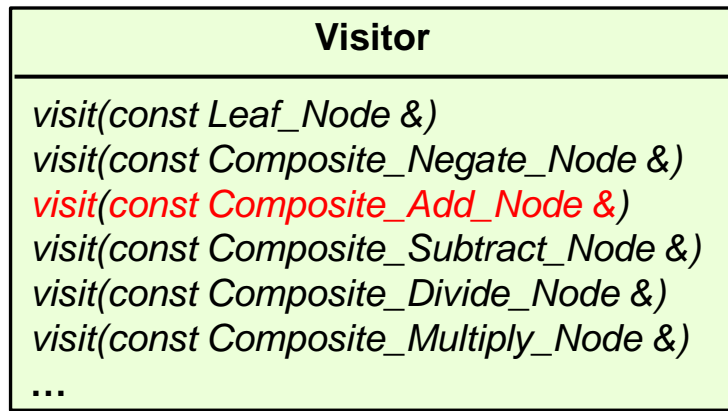 Visitor
visit(const Leaf_Node &)
visit(const Composite_Negate_Node &)
visit(const Composite_Add_Node &)
visit(const Composite_Subtract_Node &)
visit(const Composite_Divide_Node &)
visit(const Composite_Multiply_Node &)
...